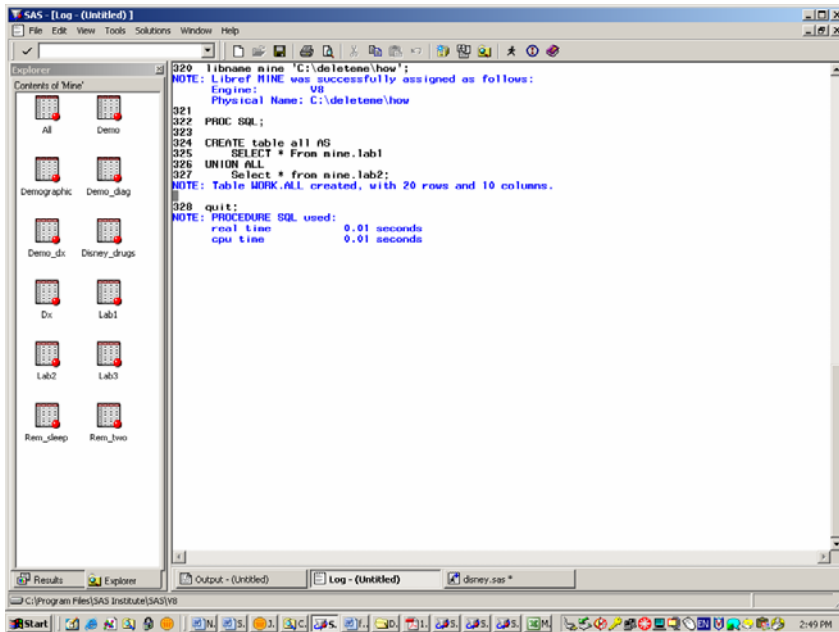 SAS - [Log - (Untitled) ]
File Edit View Tools Solutions Window Help
Explorer
Contents of 'Mine'
All Demo
Demographic Demo_diag
Demo_dx Disney_drugs
Dx Lab1
Lab2 Lab3
Rem_sleep Rem_two
320 libname mine 'C:\deleteme\how';
NOTE: Libref MINE was successfully assigned as follows:
Engine: V8
Physical Name: C:\deleteme\how
321
322 PROC SQL;
323
324 CREATE table all AS
325 SELECT * From mine.lab1
326 UNION ALL
327 Select * from mine.lab2;
NOTE: Table WORK.ALL created, with 20 rows and 10 columns.
328 quit;
NOTE: PROCEDURE SQL used:
real time 0.01 seconds
cpu time 0.01 seconds
Results Explorer
Output - (Untitled) Log - (Untitled) disney.sas *
C:\Program Files\SAS Institute\SAS\V8
Start N. S. J. C. S. f.. D. 1. S. S. S. M EN 2:49 PM